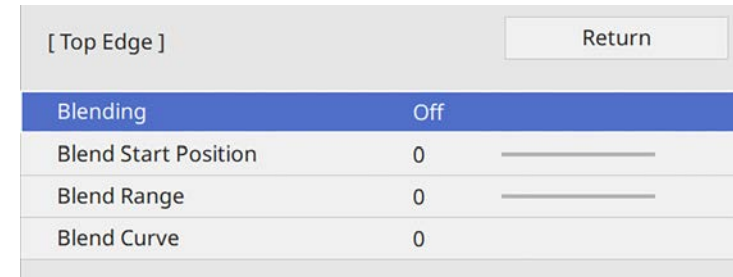 [ Top Edge ] Return
Blending Off
Blend Start Position 0
Blend Range 0
Blend Curve 0